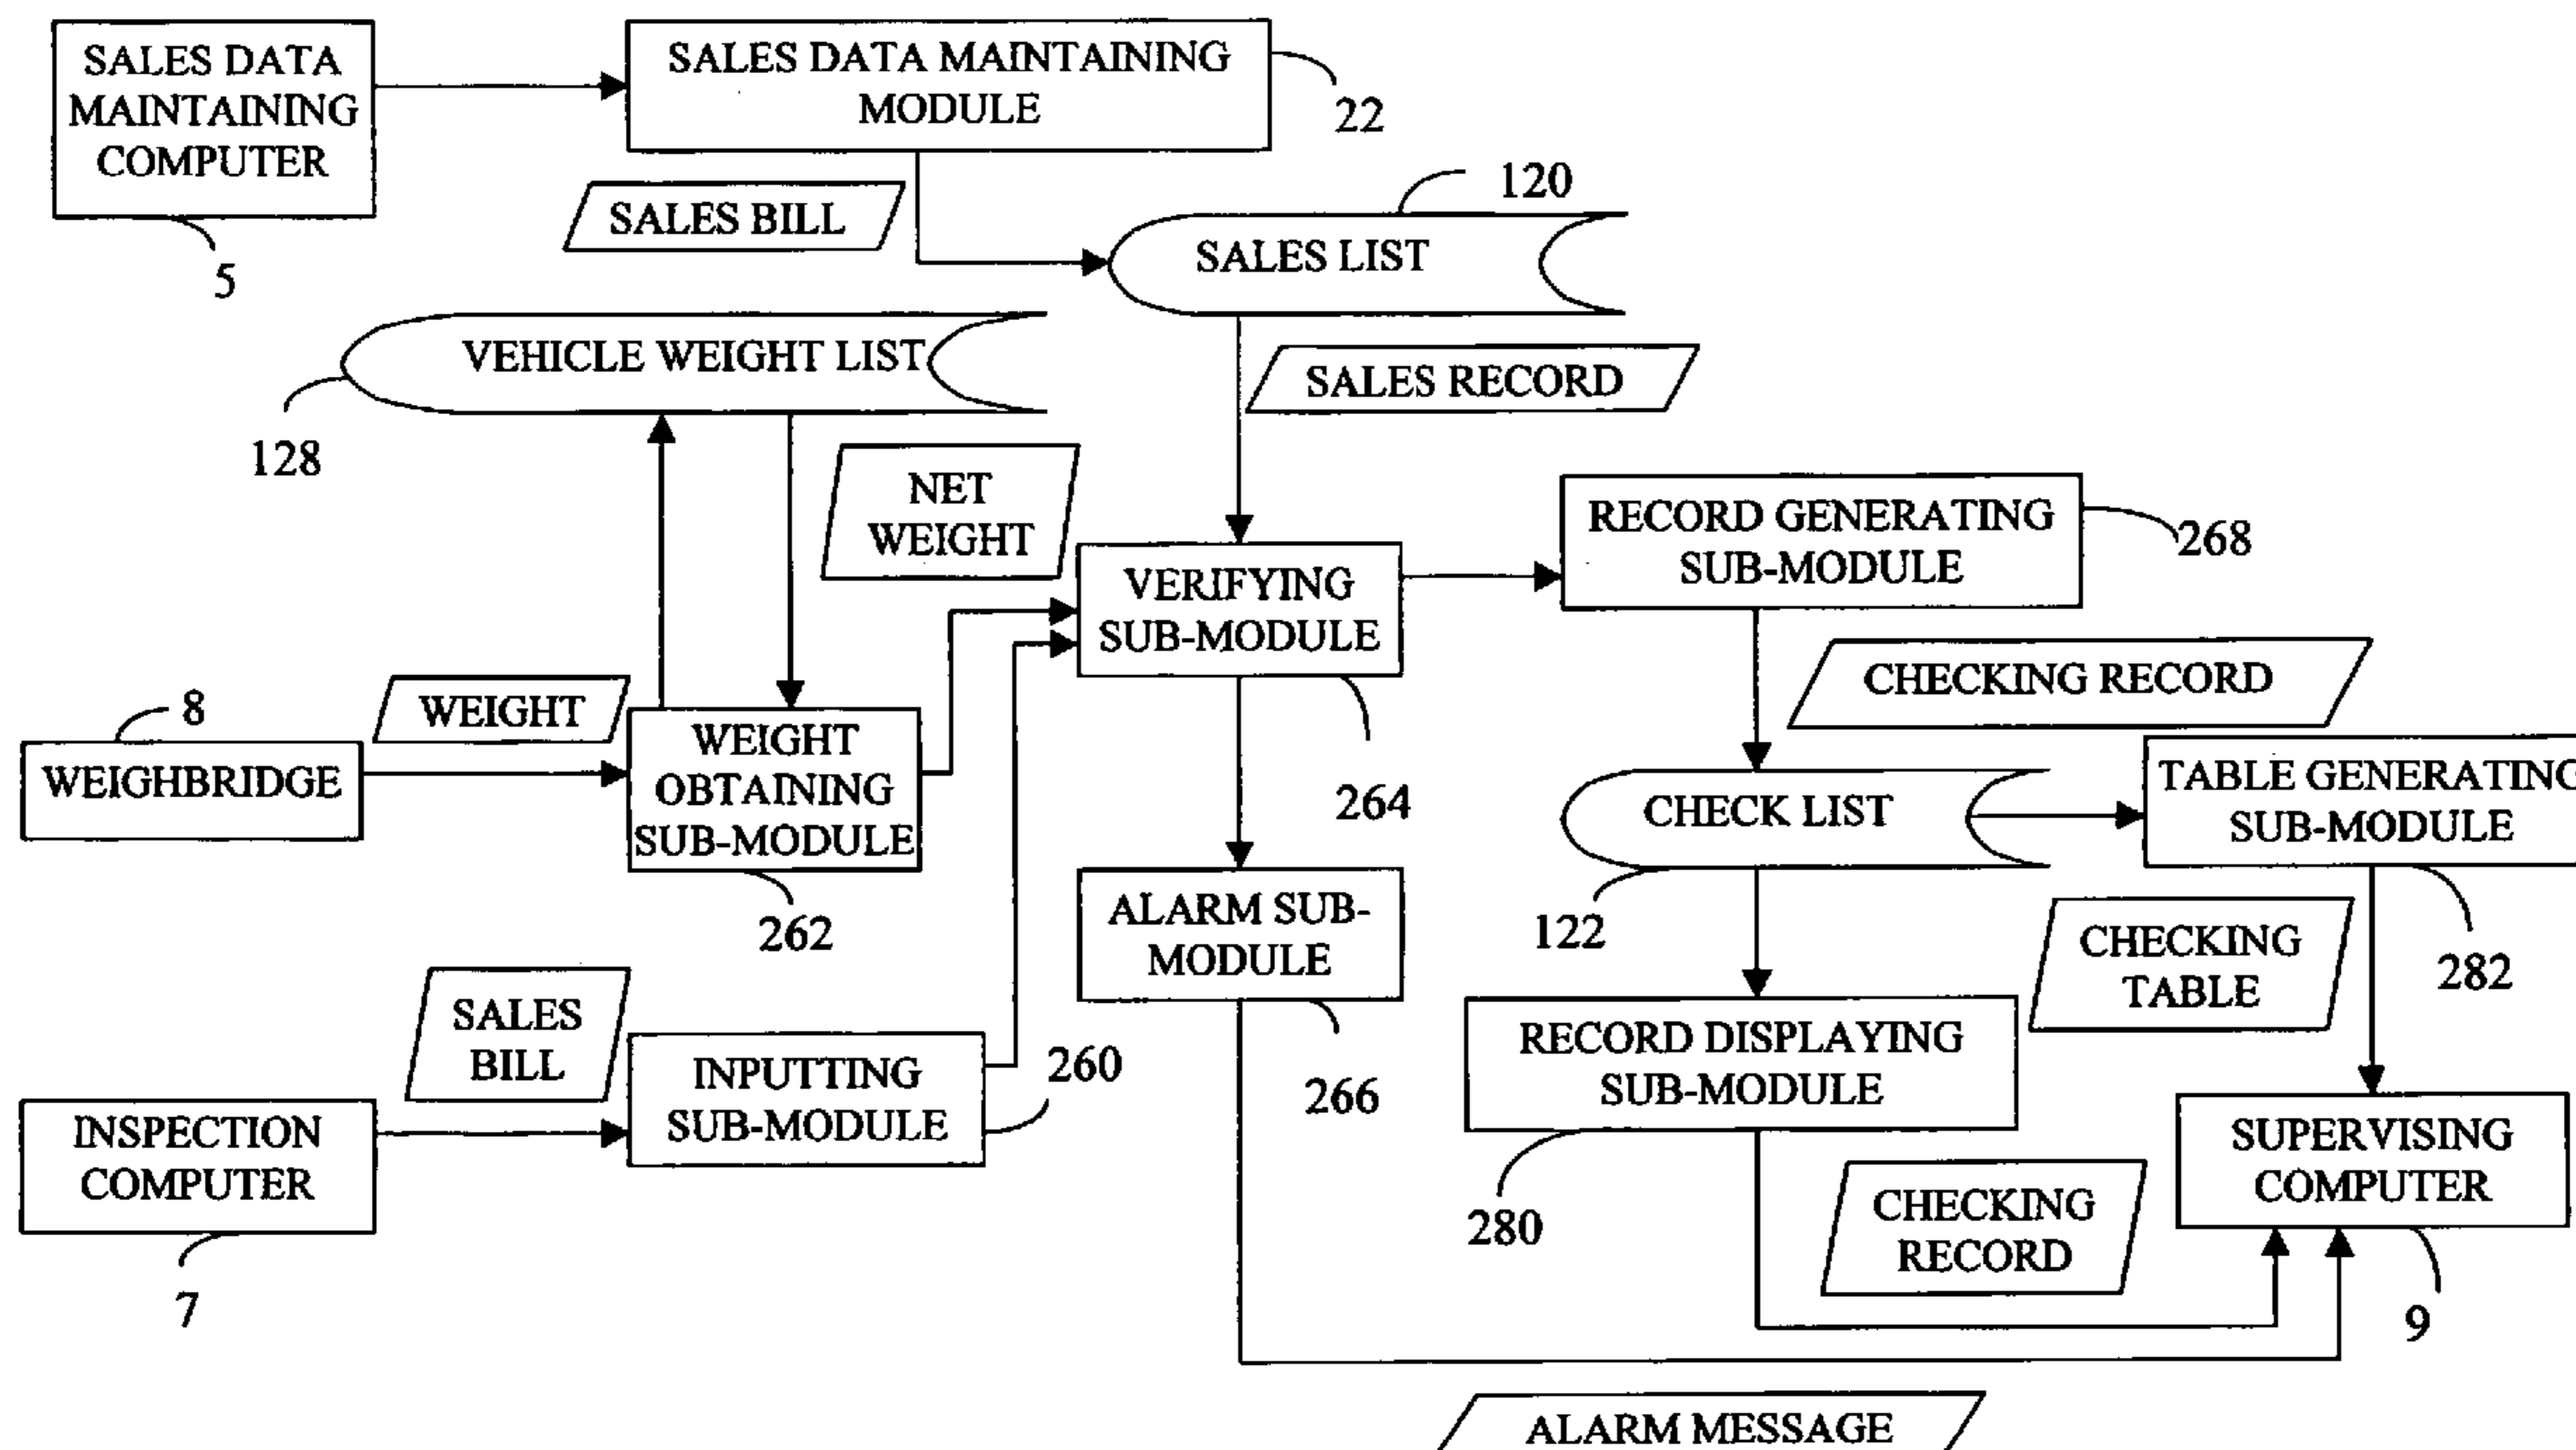 SALES DATA
MAINTAINING
COMPUTER
5
SALES DATA MAINTAINING
MODULE
22
SALES BILL
120
SALES LIST
VEHICLE WEIGHT LIST
128
SALES RECORD
NET
WEIGHT
RECORD GENERATING
SUB-MODULE
268
VERIFYING
SUB-MODULE
264
CHECKING RECORD
8
WEIGHT
WEIGHBRIDGE
WEIGHT
OBTAINING
SUB-MODULE
262
CHECK LIST
122
TABLE GENERATING
SUB-MODULE
282
ALARM SUB-
MODULE
266
CHECKING
TABLE
SALES
BILL
INPUTTING
SUB-MODULE
260
INSPECTION
COMPUTER
7
RECORD DISPLAYING
SUB-MODULE
280
CHECKING
RECORD
SUPERVISING
COMPUTER
9
ALARM MESSAGE